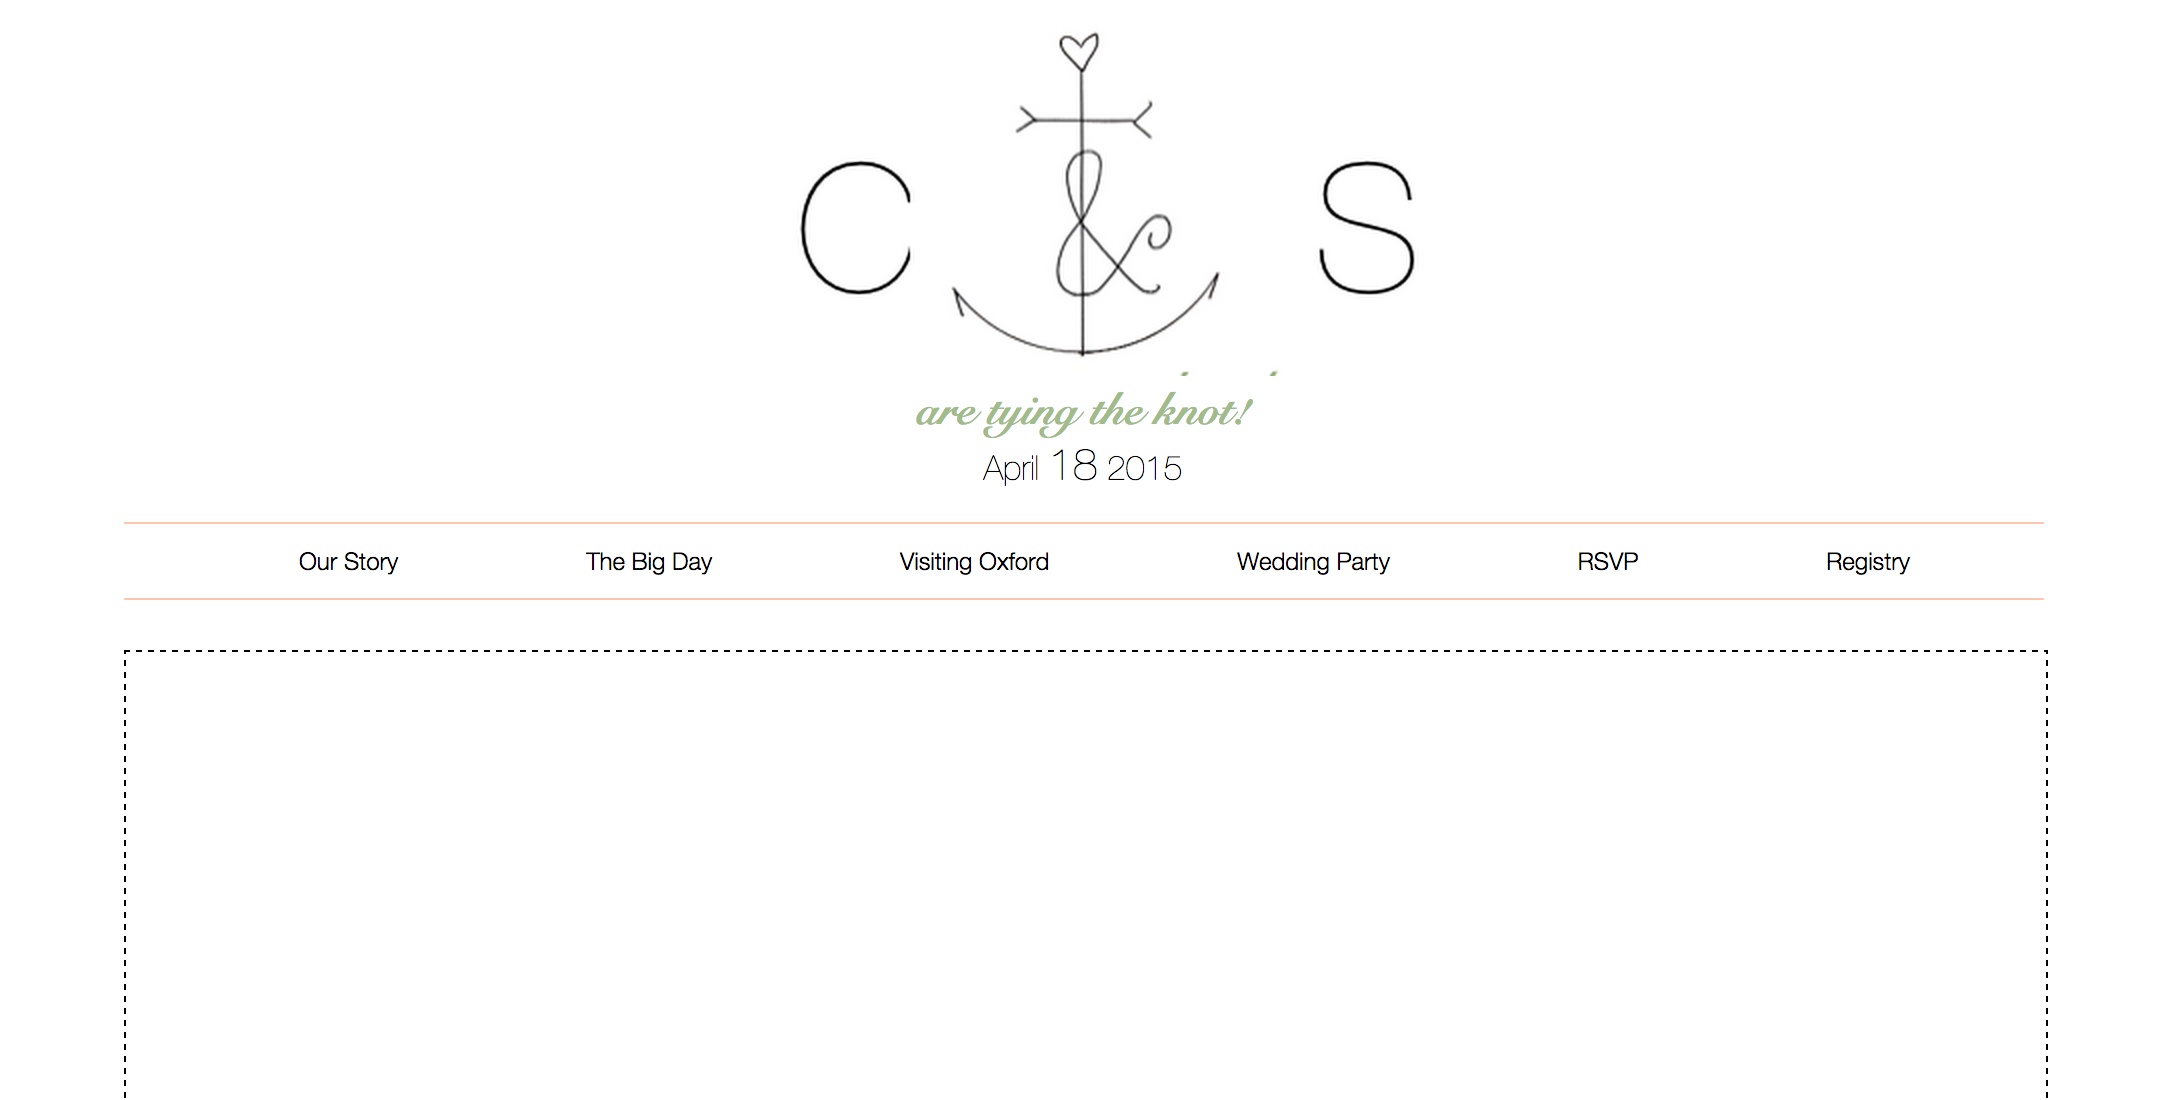 C & S
are tying the knot!
April 18 2015
Our Story The Big Day Visiting Oxford Wedding Party RSVP Registry